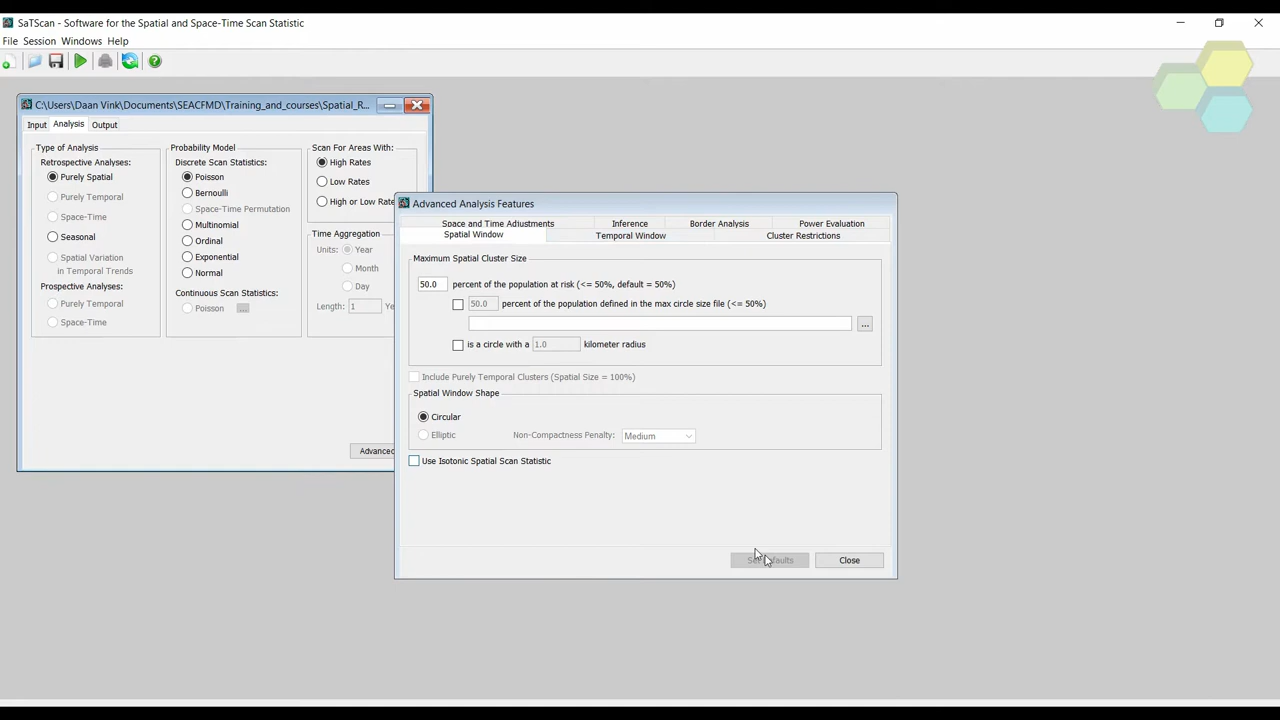 SaTScan - Software for the Spatial and Space-Time Scan Statistic
File Session Windows Help
C:\Users\Daan Vink\Documents\SEACFMD\Training_and_courses\Spatial_R...
Input Analysis Output
Type of Analysis
Retrospective Analyses:
Purely Spatial
Purely Temporal
Space-Time
Seasonal
Spatial Variation
in Temporal Trends
Prospective Analyses:
Purely Temporal
Space-Time
Probability Model
Discrete Scan Statistics:
Poisson
Bernoulli
Space-Time Permutation
Multinomial
Ordinal
Exponential
Normal
Continuous Scan Statistics:
Poisson ...
Scan For Areas With:
High Rates
Low Rates
High or Low Rate
Time Aggregation
Units: Year
Month
Day
Length: 1 Ye
Advanced
Advanced Analysis Features
Space and Time Adjustments Inference Border Analysis Power Evaluation
Spatial Window Temporal Window Cluster Restrictions
Maximum Spatial Cluster Size
50.0 percent of the population at risk (<= 50%, default = 50%)
50.0 percent of the population defined in the max circle size file (<= 50%)
...
is a circle with a 1.0 kilometer radius
Include Purely Temporal Clusters (Spatial Size = 100%)
Spatial Window Shape
Circular
Elliptic Non-Compactness Penalty: Medium
Use Isotonic Spatial Scan Statistic
Close